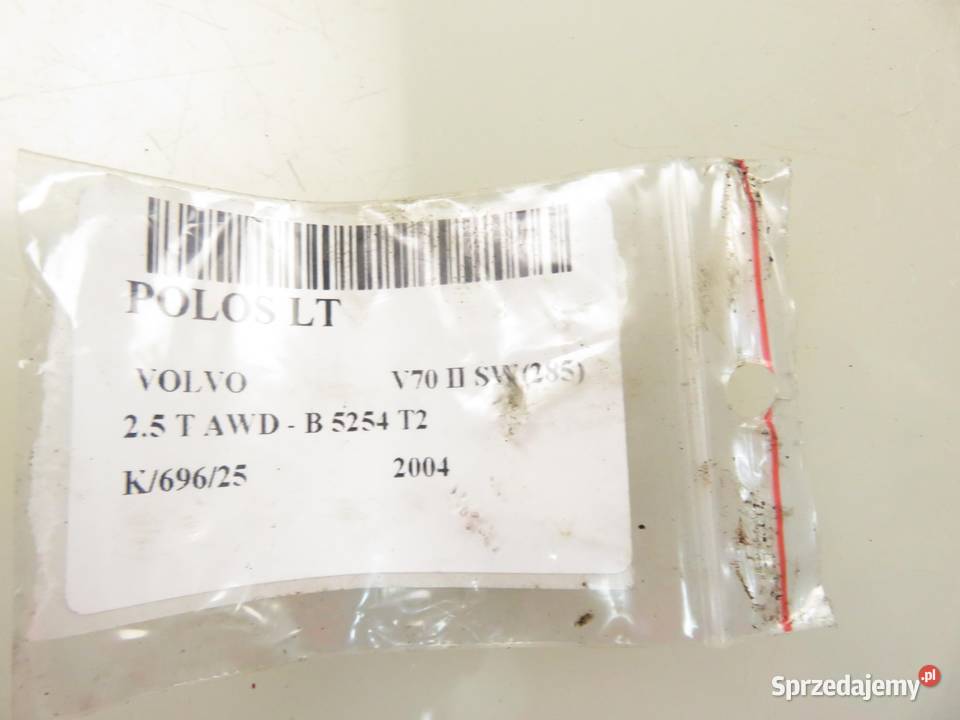 POLOS LT
VOLVO V70 II SW(285)
2.5 T AWD - B 5254 T2
K/696/25 2004
Sprzedajemy.pl